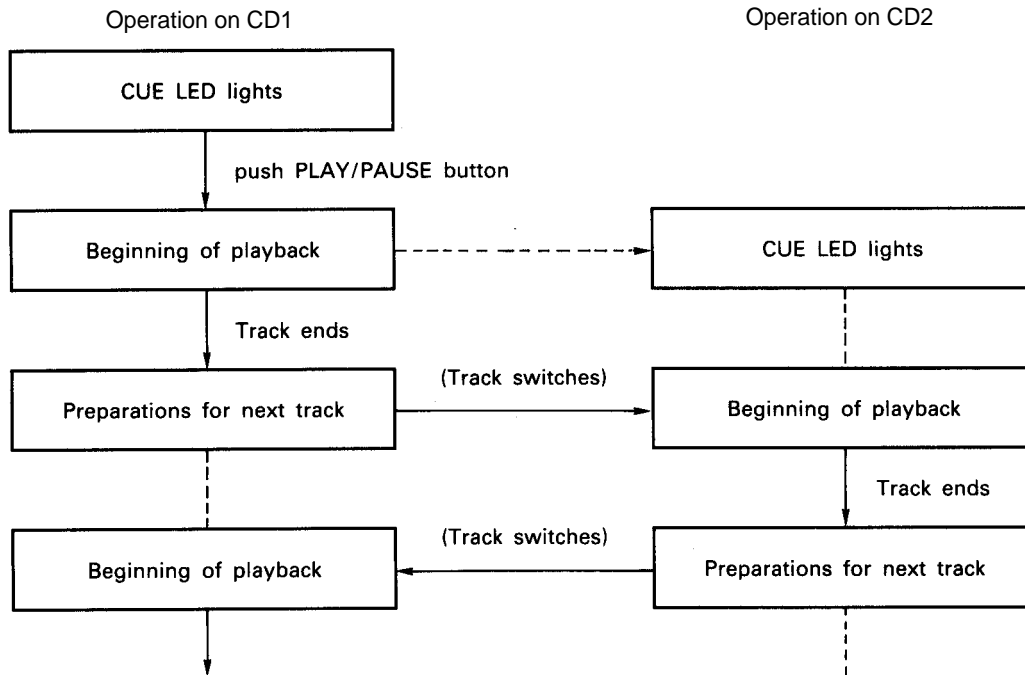 Operation on CD1
Operation on CD2
CUE LED lights
push PLAY/PAUSE button
Beginning of playback
CUE LED lights
Track ends
(Track switches)
Preparations for next track
Beginning of playback
Track ends
(Track switches)
Beginning of playback
Preparations for next track